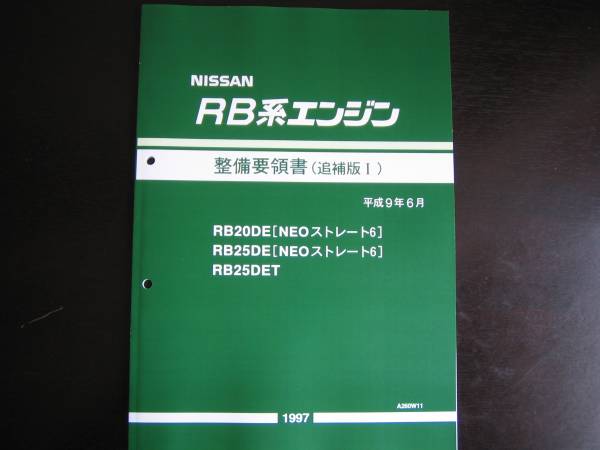 NISSAN
RB系エンジン
整備要領書(追補版Ⅰ)
平成9年6月
RB20DE[NEOストレート6]
RB25DE[NEOストレート6]
RB25DET
A260W11
1997